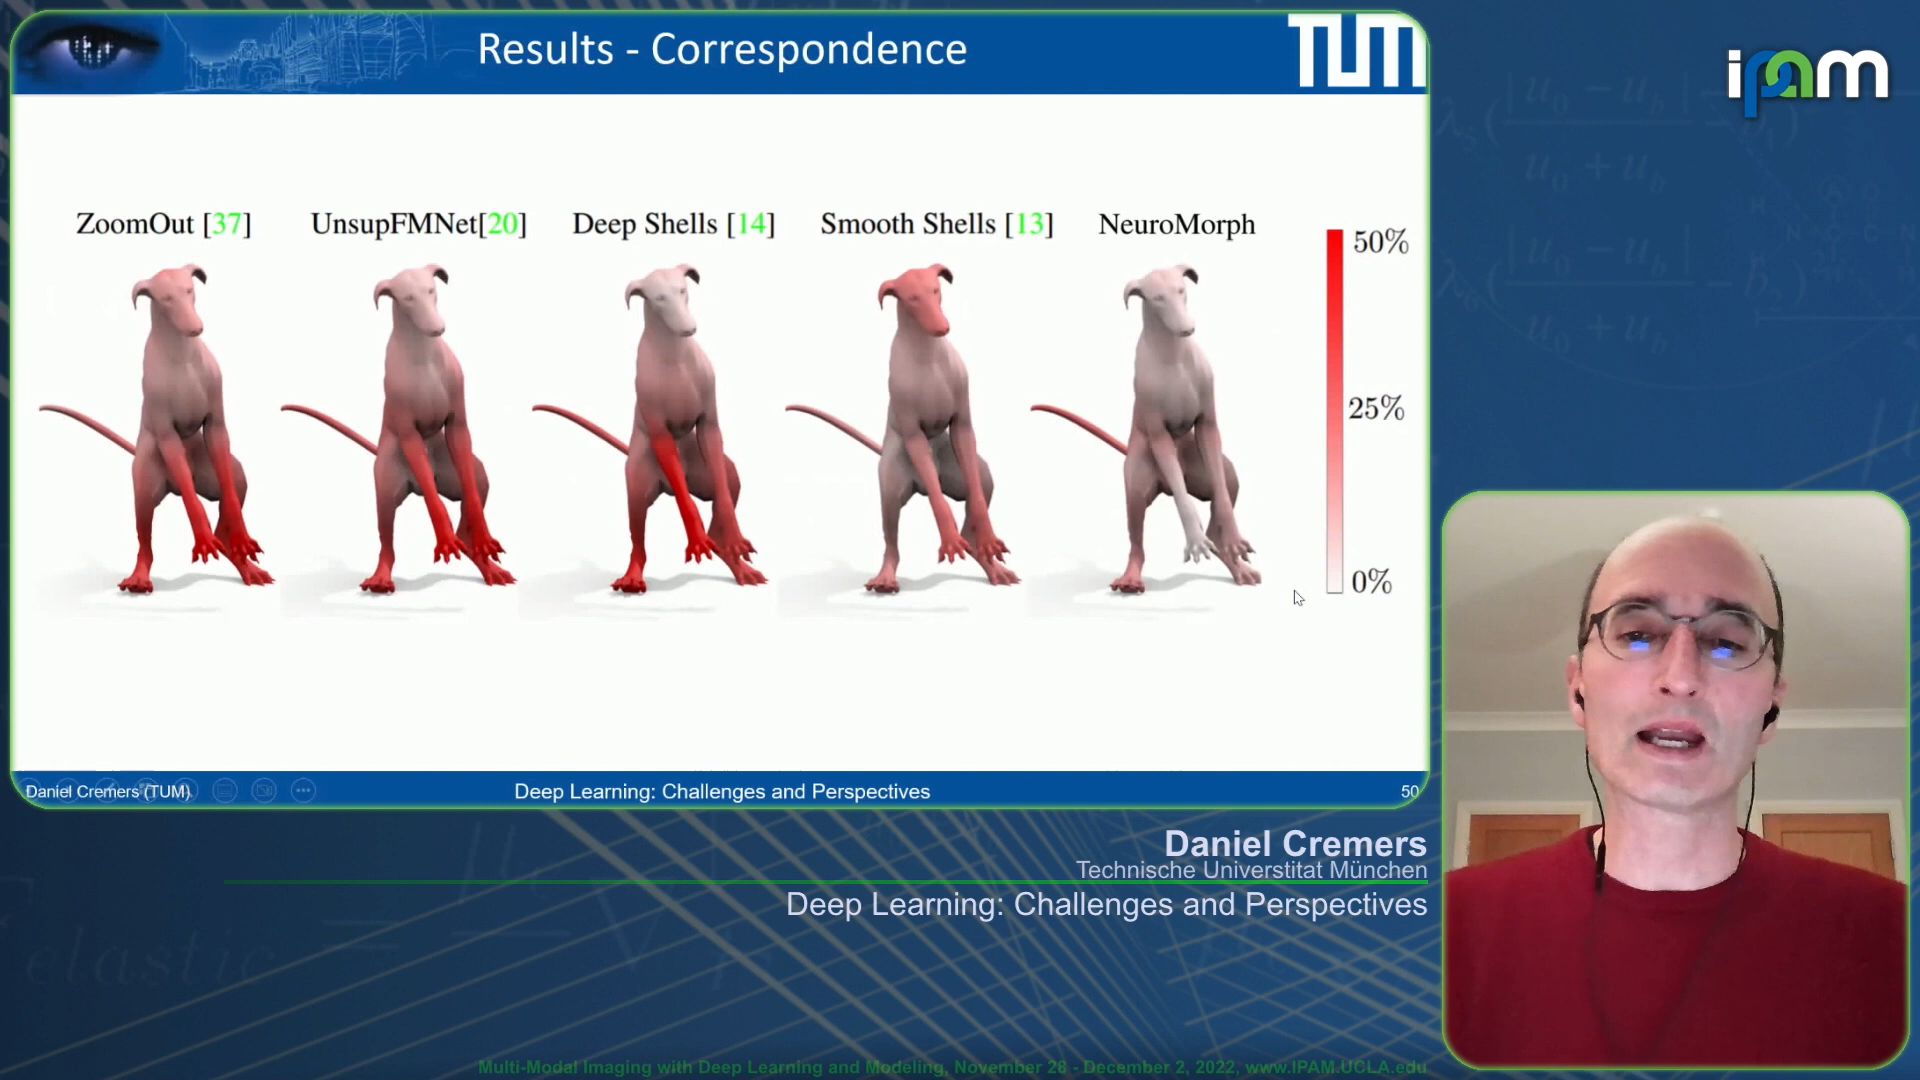 Results - Correspondence
TUM
ipam
ZoomOut [37]
UnsupFMNet[20]
Deep Shells [14]
Smooth Shells [13]
NeuroMorph
50%
25%
0%
Daniel Cremers (TUM)
Deep Learning: Challenges and Perspectives
50
Daniel Cremers
Technische Universtitat München
Deep Learning: Challenges and Perspectives
elastic
Multi-Modal Imaging with Deep Learning and Modeling, November 28 - December 2, 2022, www.IPAM.UCLA.edu